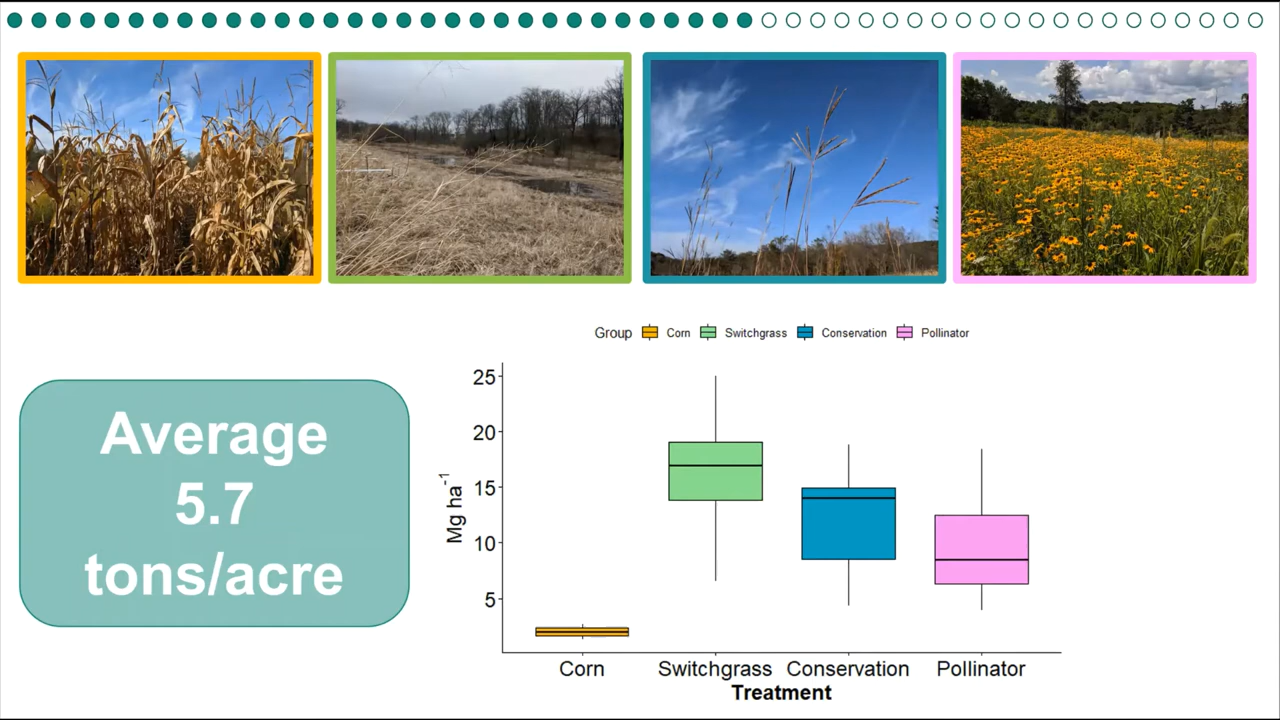 Group Corn Switchgrass Conservation Pollinator
Average
5.7
tons/acre
Mg ha⁻¹
25
20
15
10
5
Corn Switchgrass Conservation Pollinator
Treatment